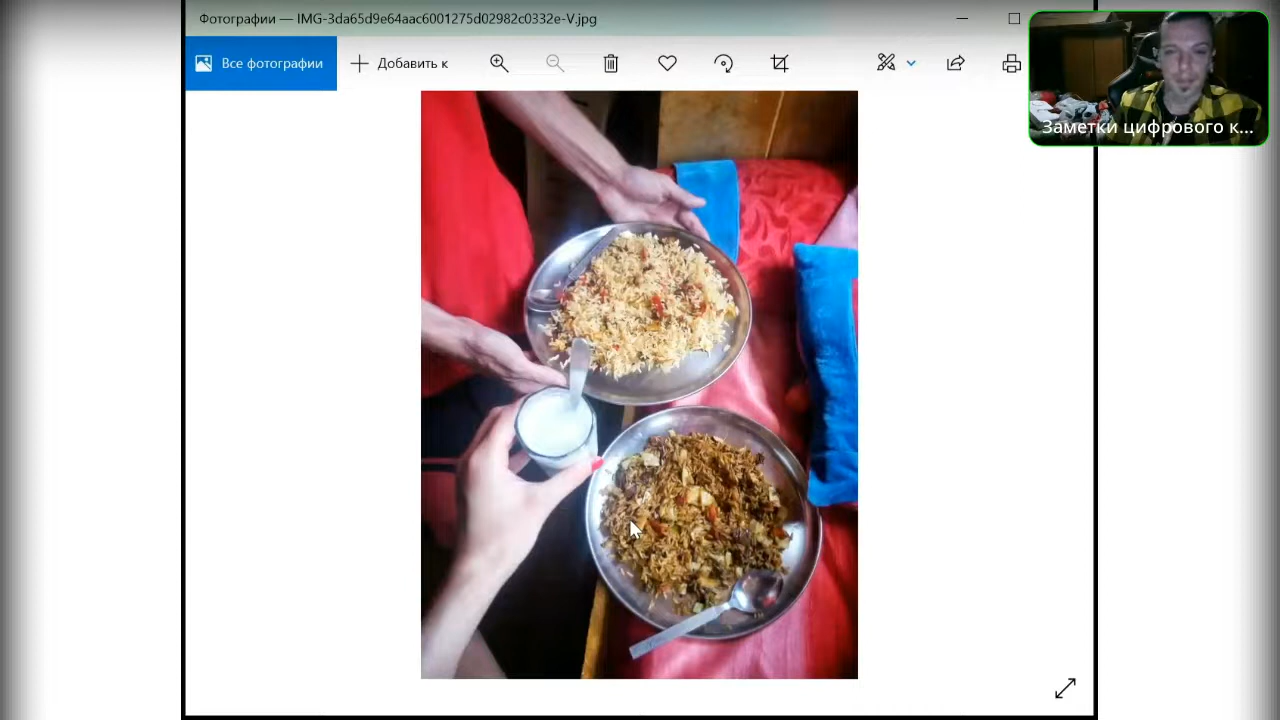 Фотографии — IMG-3da65d9e64aac6001275d02982c0332e-V.jpg
Все фотографии
Добавить к
Заметки цифрового к...